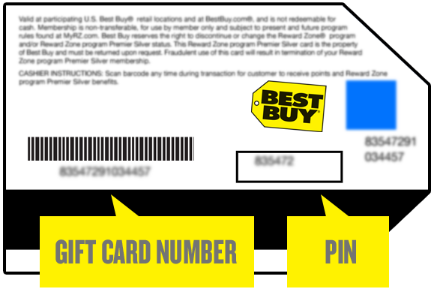 Valid at participating U.S. Best Buy® retail locations and at BestBuy.com®, and is not redeemable for
cash. Membership is non-transferable, for use by member only and subject to present and future program
rules found at MyRZ.com. Best Buy reserves the right to discontinue or change the Reward Zone® program
and/or Reward Zone program Premier Silver status. This Reward Zone program Premier Silver card is the property
of Best Buy and must be returned upon request. Fraudulent use of this card will result in termination of your Reward
Zone program Premier Silver membership.
CASHIER INSTRUCTIONS: Scan barcode any time during transaction for customer to receive points and Reward Zone
program Premier Silver benefits.
BEST
BUY
83547291
034457
835472
83547291034457
GIFT CARD NUMBER
PIN